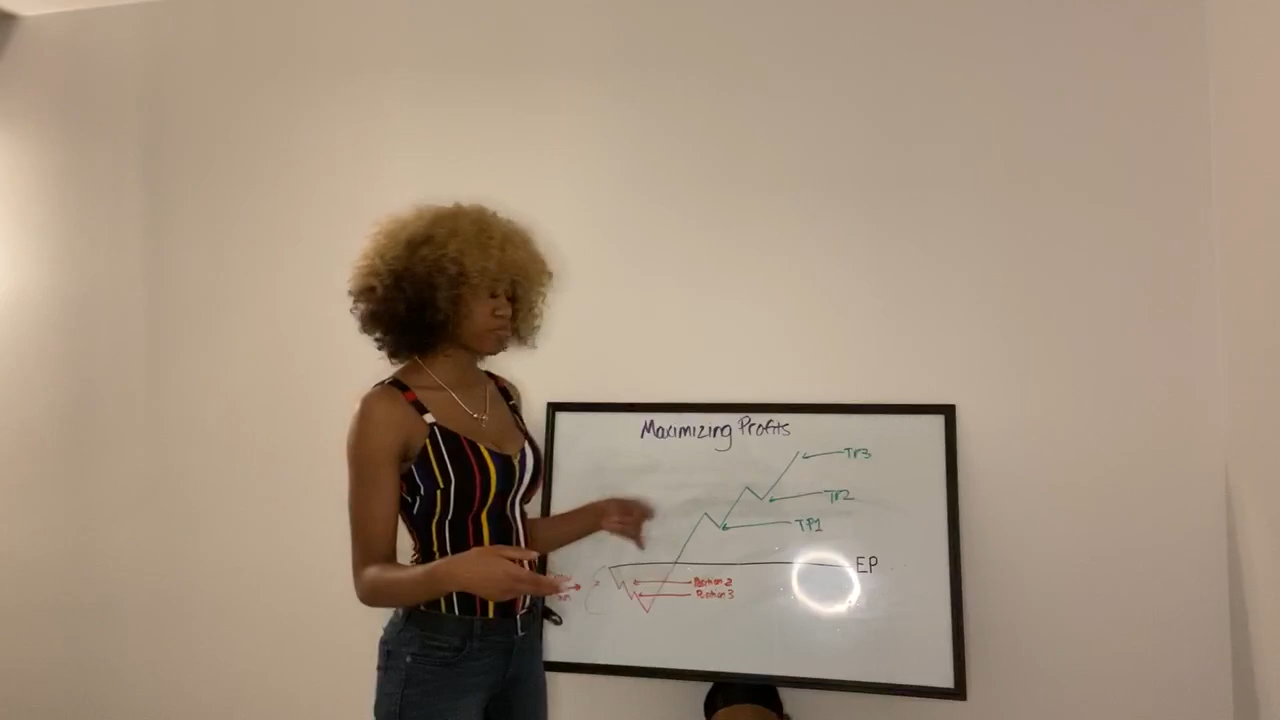 Maximizing Profits
TP3
TP2
TP1
EP
Position 2
Position 3